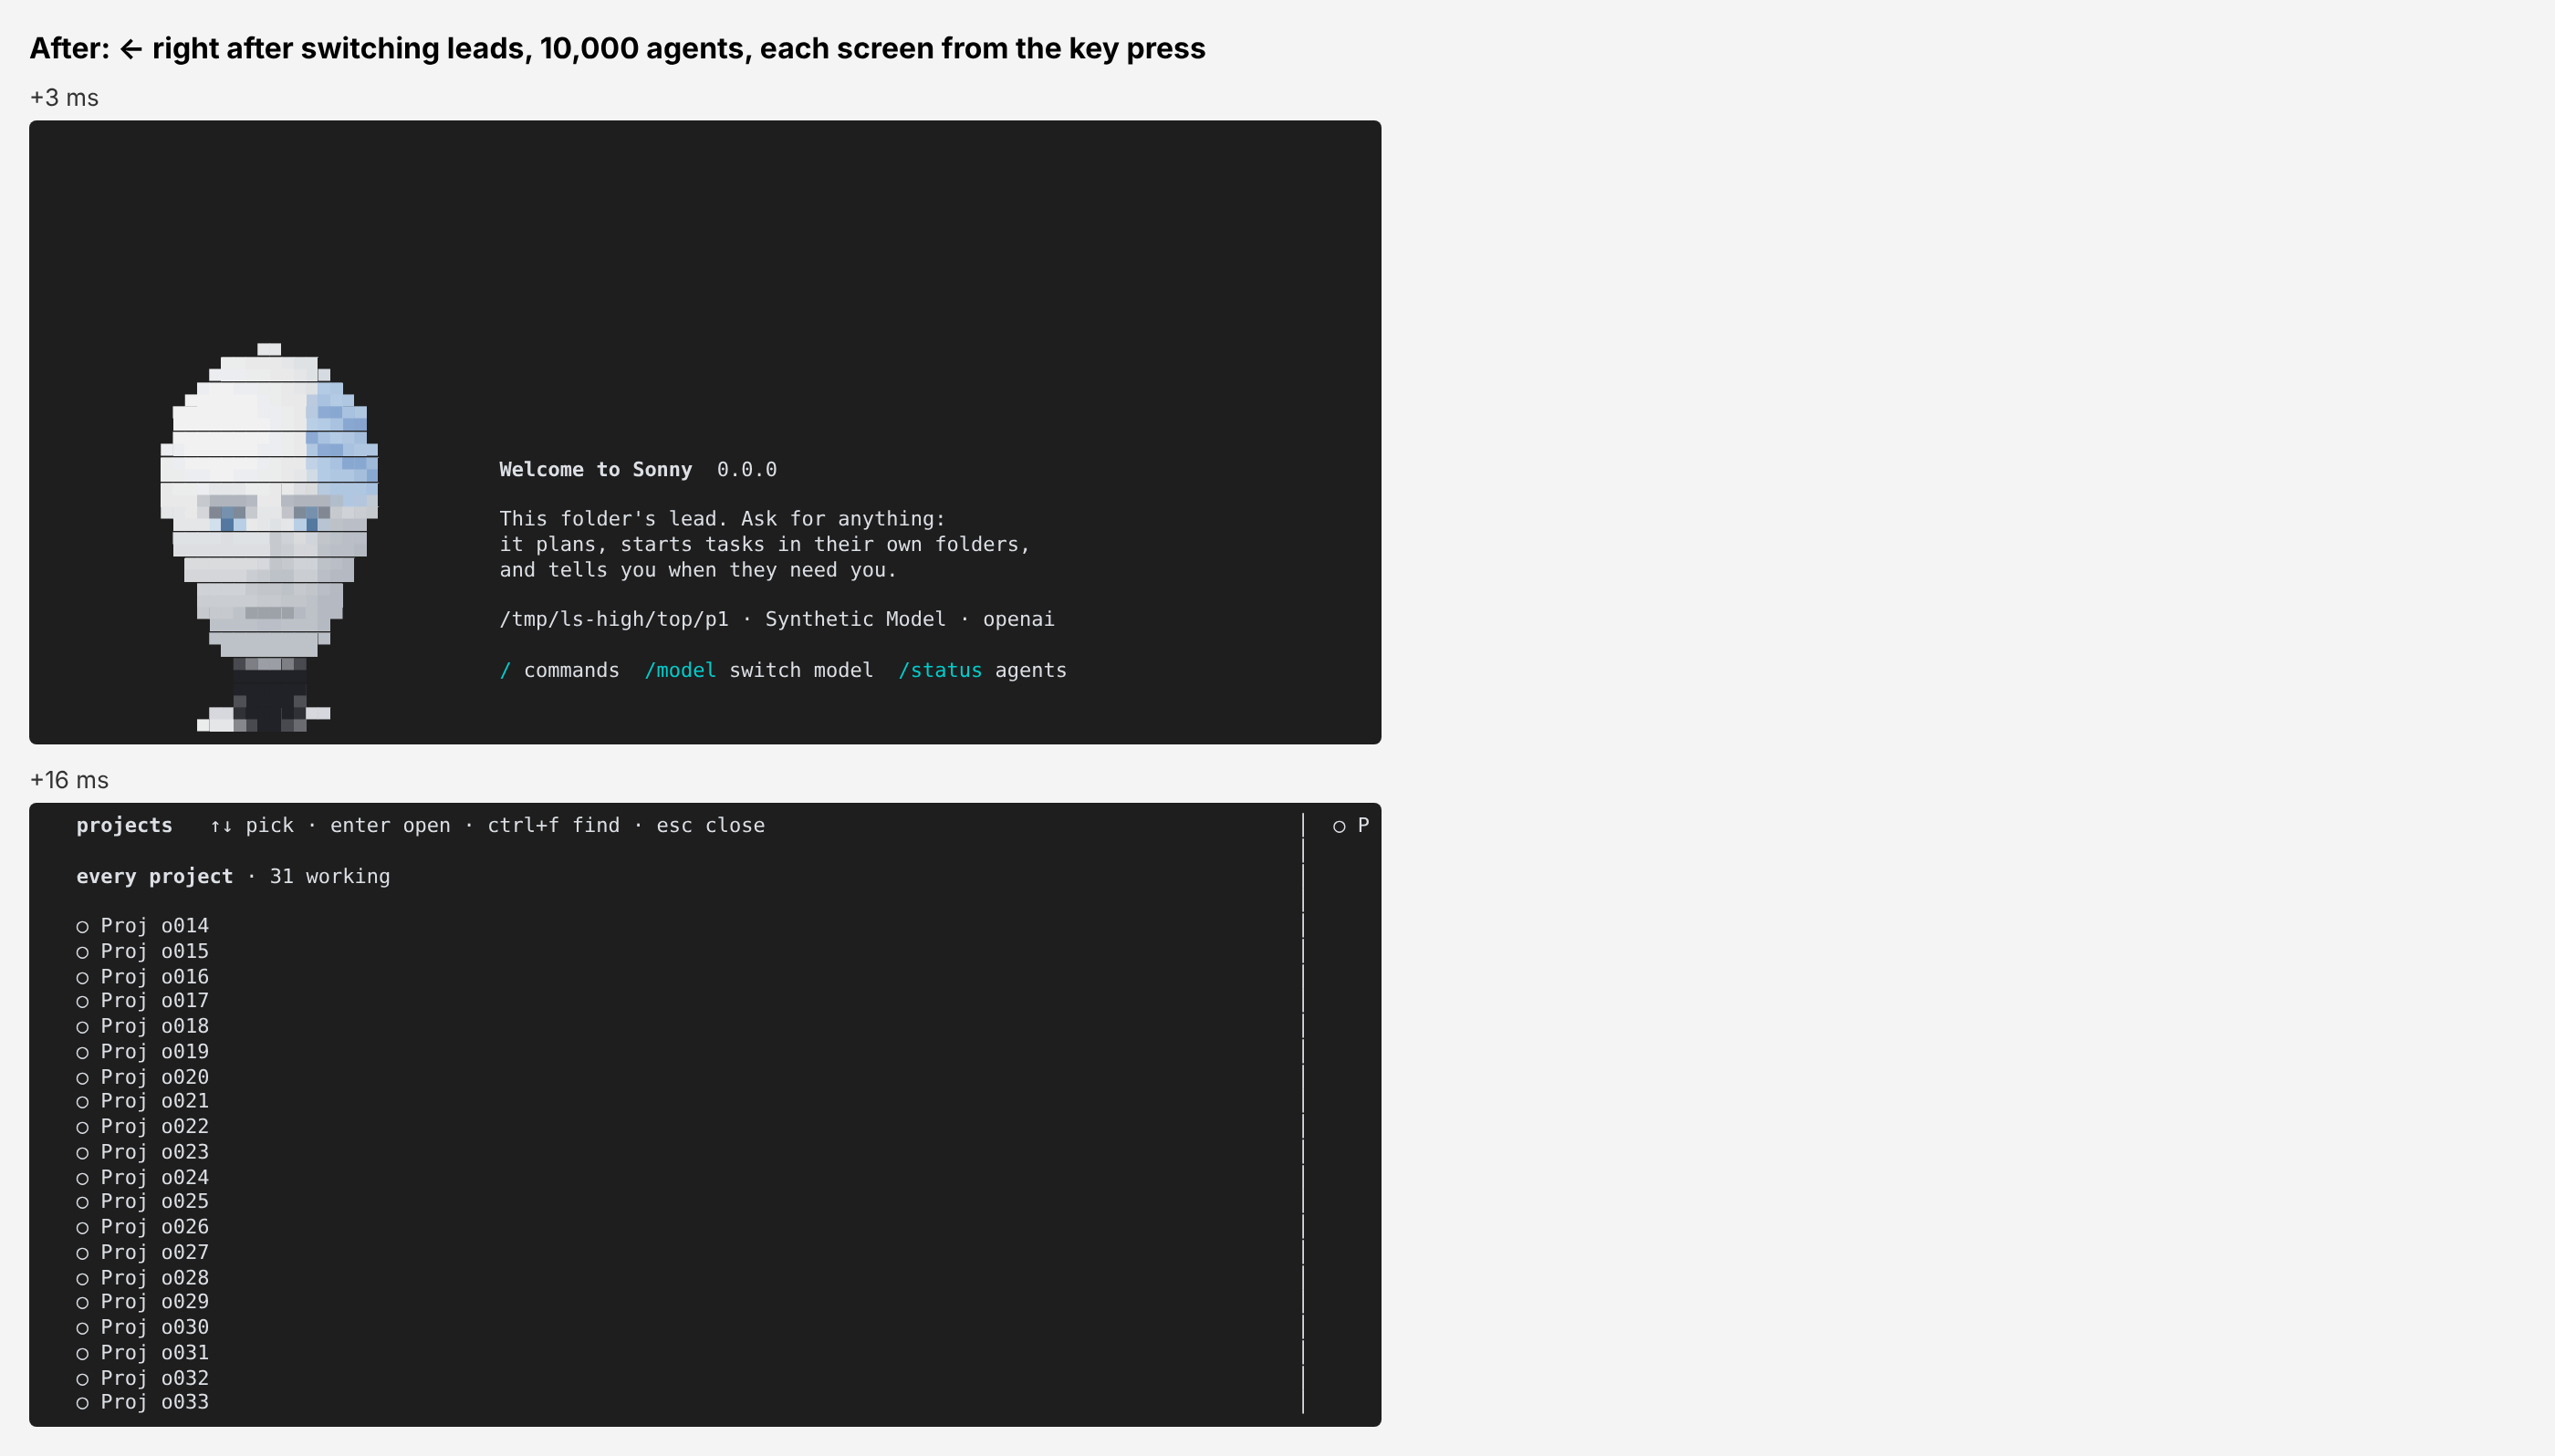 After: ← right after switching leads, 10,000 agents, each screen from the key press
+3 ms
Welcome to Sonny  0.0.0
This folder's lead. Ask for anything:
it plans, starts tasks in their own folders,
and tells you when they need you.
/tmp/ls-high/top/p1 · Synthetic Model · openai
/ commands  /model switch model  /status agents
+16 ms
projects   ↑↓ pick · enter open · ctrl+f find · esc close   │  ○ P
every project · 31 working
○ Proj o014
○ Proj o015
○ Proj o016
○ Proj o017
○ Proj o018
○ Proj o019
○ Proj o020
○ Proj o021
○ Proj o022
○ Proj o023
○ Proj o024
○ Proj o025
○ Proj o026
○ Proj o027
○ Proj o028
○ Proj o029
○ Proj o030
○ Proj o031
○ Proj o032
○ Proj o033